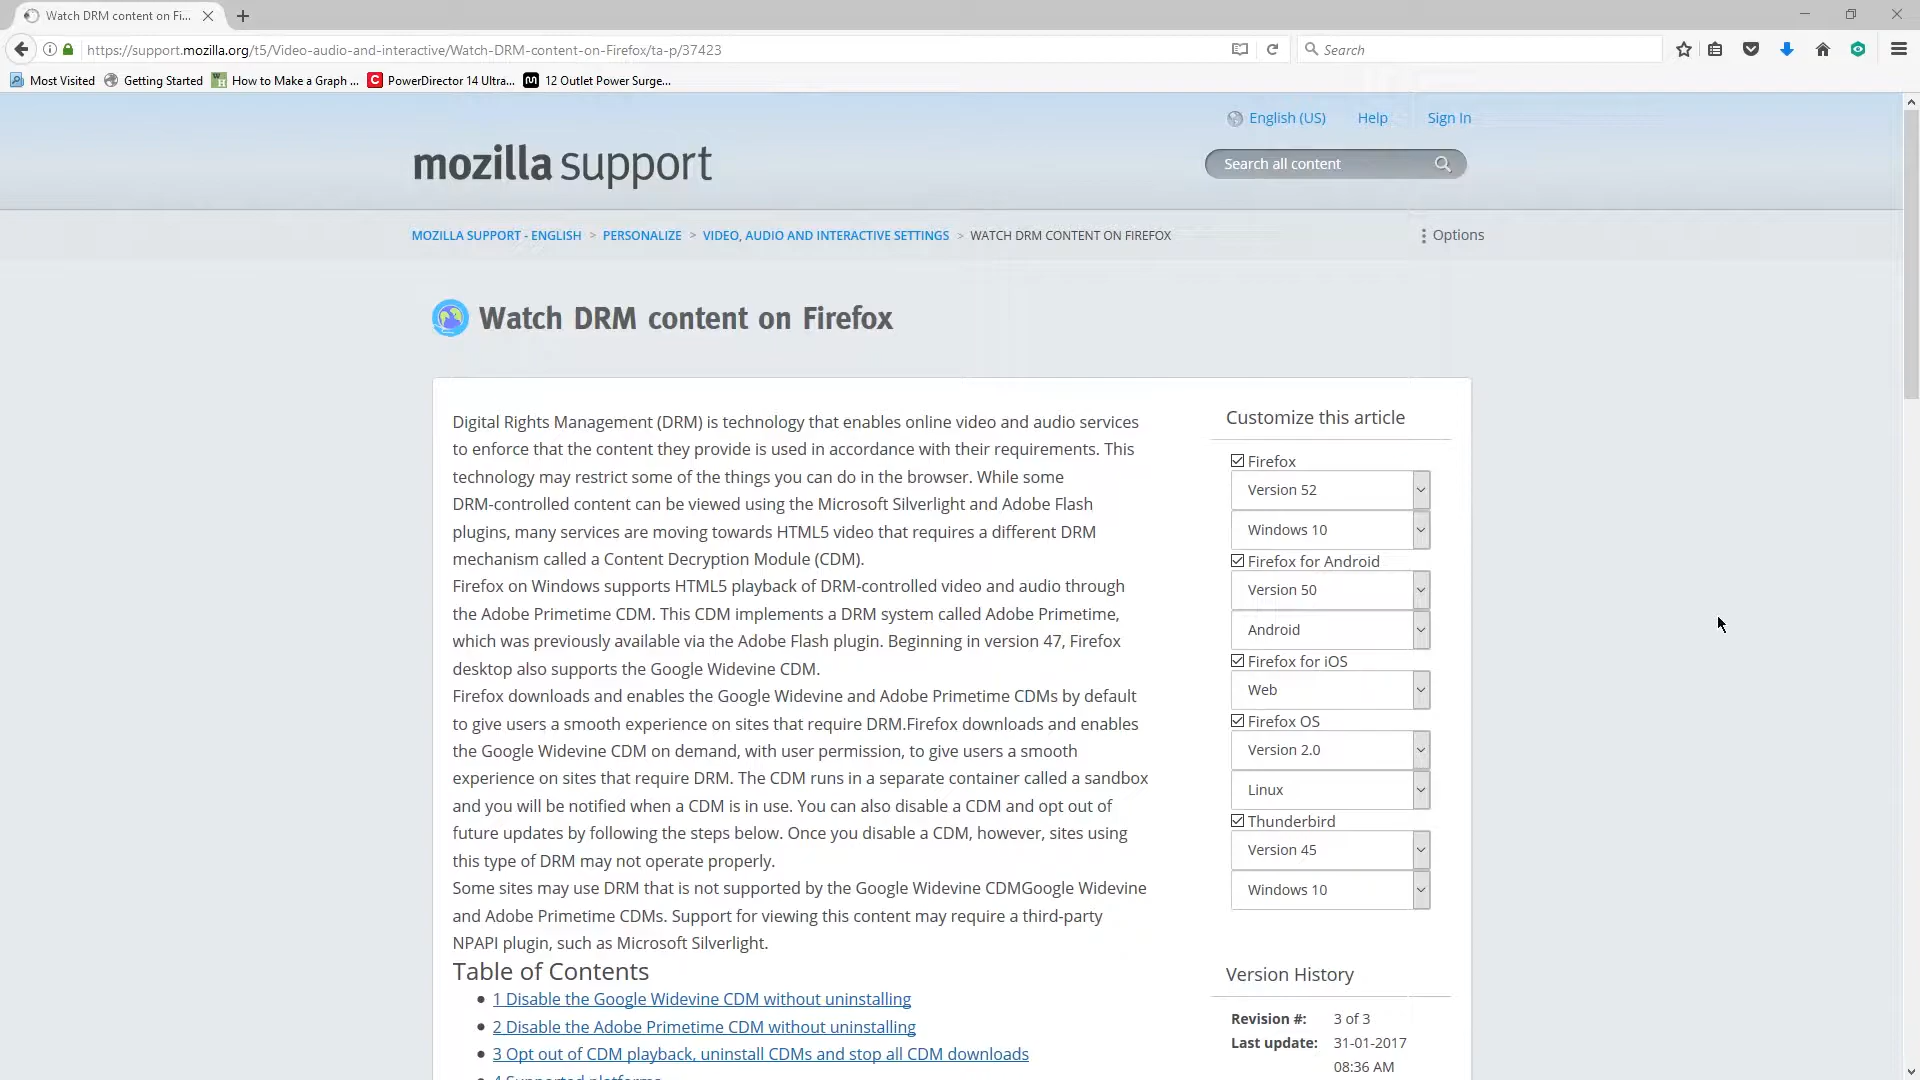 Watch DRM content on Fi...
https://support.mozilla.org/t5/Video-audio-and-interactive/Watch-DRM-content-on-Firefox/ta-p/37423
Search
Most Visited
Getting Started
How to Make a Graph ...
PowerDirector 14 Ultra...
12 Outlet Power Surge...
English (US)
Help
Sign In
mozilla support
Search all content
MOZILLA SUPPORT - ENGLISH > PERSONALIZE > VIDEO, AUDIO AND INTERACTIVE SETTINGS > WATCH DRM CONTENT ON FIREFOX
Options
Watch DRM content on Firefox
Digital Rights Management (DRM) is technology that enables online video and audio services
to enforce that the content they provide is used in accordance with their requirements. This
technology may restrict some of the things you can do in the browser. While some
DRM-controlled content can be viewed using the Microsoft Silverlight and Adobe Flash
plugins, many services are moving towards HTML5 video that requires a different DRM
mechanism called a Content Decryption Module (CDM).
Firefox on Windows supports HTML5 playback of DRM-controlled video and audio through
the Adobe Primetime CDM. This CDM implements a DRM system called Adobe Primetime,
which was previously available via the Adobe Flash plugin. Beginning in version 47, Firefox
desktop also supports the Google Widevine CDM.
Firefox downloads and enables the Google Widevine and Adobe Primetime CDMs by default
to give users a smooth experience on sites that require DRM.Firefox downloads and enables
the Google Widevine CDM on demand, with user permission, to give users a smooth
experience on sites that require DRM. The CDM runs in a separate container called a sandbox
and you will be notified when a CDM is in use. You can also disable a CDM and opt out of
future updates by following the steps below. Once you disable a CDM, however, sites using
this type of DRM may not operate properly.
Some sites may use DRM that is not supported by the Google Widevine CDMGoogle Widevine
and Adobe Primetime CDMs. Support for viewing this content may require a third-party
NPAPI plugin, such as Microsoft Silverlight.
Table of Contents
1 Disable the Google Widevine CDM without uninstalling
2 Disable the Adobe Primetime CDM without uninstalling
3 Opt out of CDM playback, uninstall CDMs and stop all CDM downloads
4 Supported platforms
Customize this article
Firefox
Version 52
Windows 10
Firefox for Android
Version 50
Android
Firefox for iOS
Web
Firefox OS
Version 2.0
Linux
Thunderbird
Version 45
Windows 10
Version History
Revision #: 3 of 3
Last update: 31-01-2017
08:36 AM